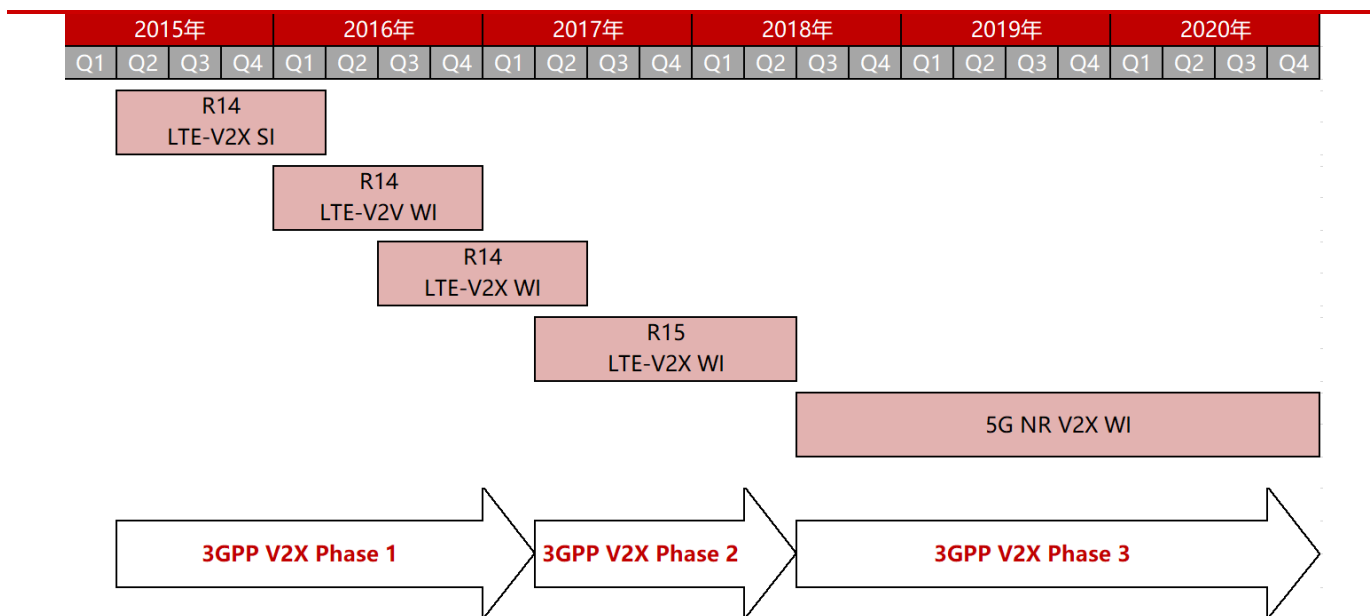 2015年 2016年 2017年 2018年 2019年 2020年
Q1 Q2 Q3 Q4 Q1 Q2 Q3 Q4 Q1 Q2 Q3 Q4 Q1 Q2 Q3 Q4 Q1 Q2 Q3 Q4 Q1 Q2 Q3 Q4
R14
LTE-V2X SI
R14
LTE-V2V WI
R14
LTE-V2X WI
R15
LTE-V2X WI
5G NR V2X WI
3GPP V2X Phase 1 3GPP V2X Phase 2 3GPP V2X Phase 3